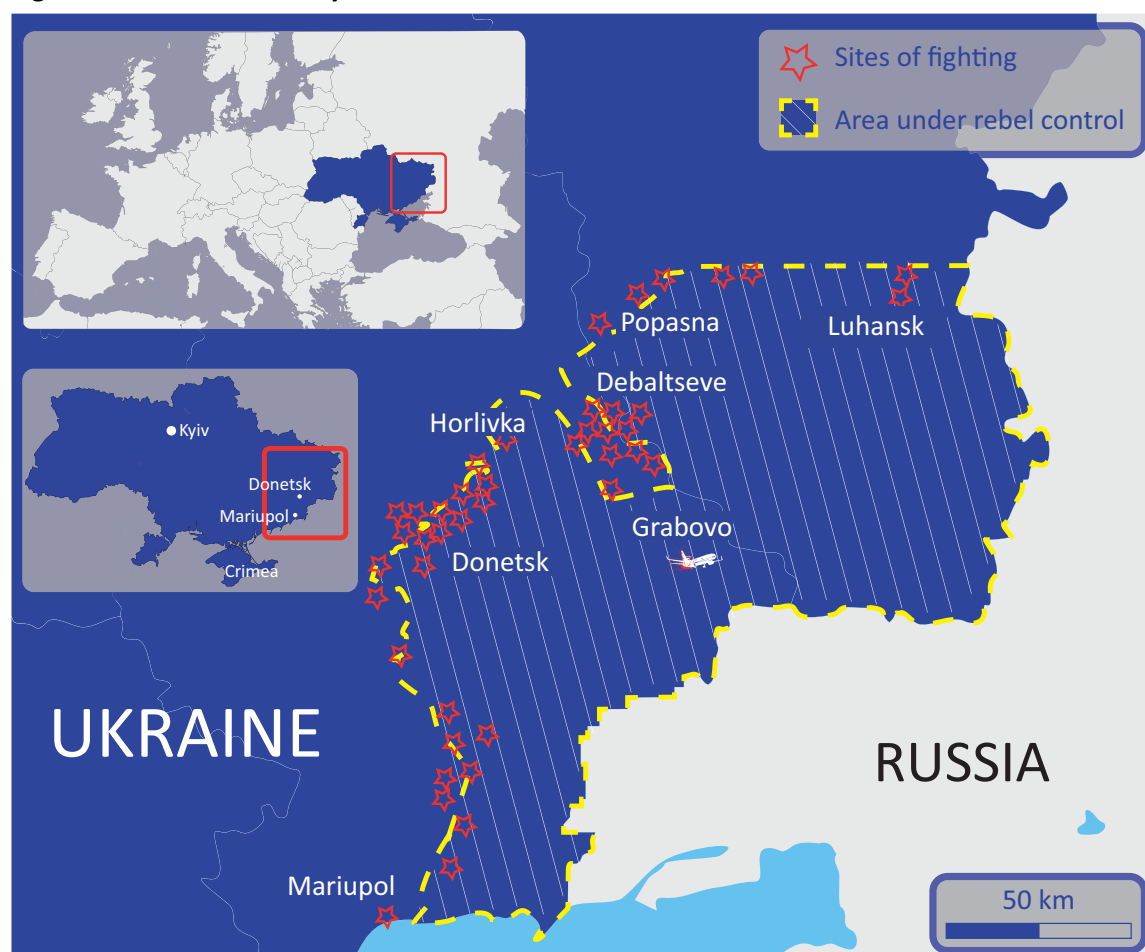 Sites of fighting
Area under rebel control
Popasna
Luhansk
Debaltseve
Horlivka
Kyiv
Donetsk
Mariupol
Crimea
Grabovo
Donetsk
UKRAINE
RUSSIA
Mariupol
50 km